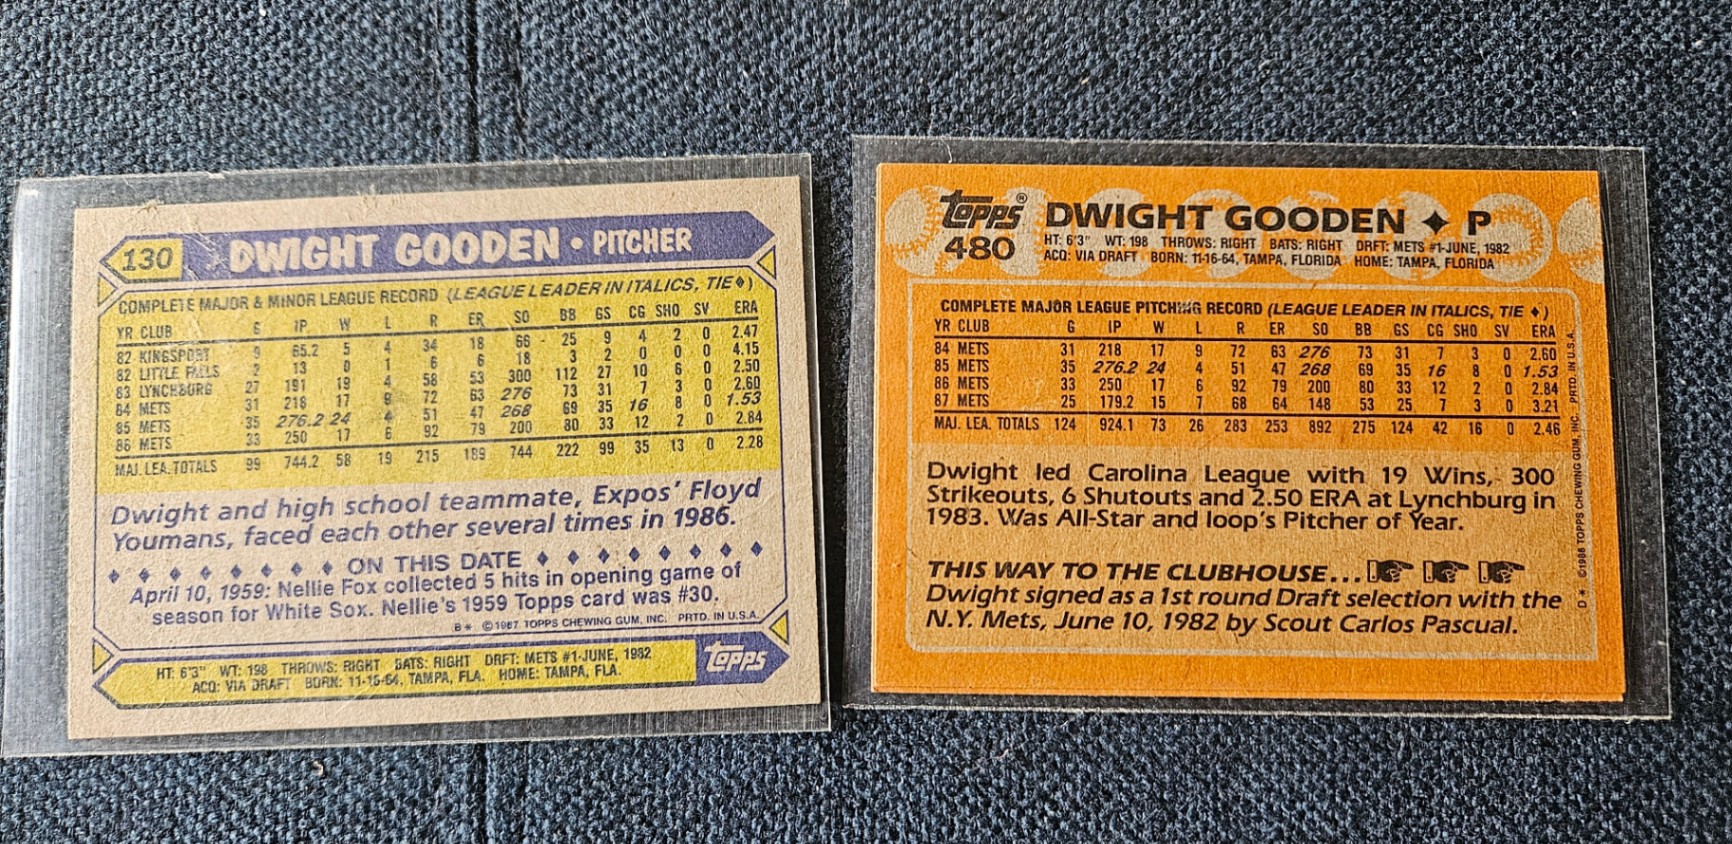 130 DWIGHT GOODEN • PITCHER
COMPLETE MAJOR & MINOR LEAGUE RECORD (LEAGUE LEADER IN ITALICS, TIE ♦)
YR CLUB G IP W L R ER SO BB GS CG SHO SV ERA
82 KINGSPORT 9 65.2 5 4 34 18 66 25 9 4 2 0 2.47
82 LITTLE FALLS 2 13 0 1 6 6 18 3 2 0 0 0 4.15
83 LYNCHBURG 27 191 19 4 58 53 300 112 27 10 6 0 2.50
84 METS 31 218 17 9 72 63 276 73 31 7 3 0 2.60
85 METS 35 276.2 24 4 51 47 268 69 35 16 8 0 1.53
86 METS 33 250 17 6 92 79 200 80 33 12 2 0 2.84
MAJ. LEA. TOTALS 99 744.2 58 19 215 189 744 222 99 35 13 0 2.28
Dwight and high school teammate, Expos' Floyd
Youmans, faced each other several times in 1986.
♦ ♦ ♦ ♦ ♦ ♦ ♦ ♦ ON THIS DATE ♦ ♦ ♦ ♦ ♦ ♦ ♦ ♦
April 10, 1959: Nellie Fox collected 5 hits in opening game of
season for White Sox. Nellie's 1959 Topps card was #30.
B* ©1987 TOPPS CHEWING GUM, INC. PRTD. IN U.S.A.
HT: 6'3" WT: 198 THROWS: RIGHT BATS: RIGHT DRFT: METS #1-JUNE, 1982
ACQ: VIA DRAFT BORN: 11-16-64, TAMPA, FLA. HOME: TAMPA, FLA.
Topps
Topps® DWIGHT GOODEN ♦ P
480 HT: 6'3" WT: 198 THROWS: RIGHT BATS: RIGHT DRFT: METS #1-JUNE, 1982
ACQ: VIA DRAFT BORN: 11-16-64, TAMPA, FLORIDA HOME: TAMPA, FLORIDA
COMPLETE MAJOR LEAGUE PITCHING RECORD (LEAGUE LEADER IN ITALICS, TIE ♦)
YR CLUB G IP W L R ER SO BB GS CG SHO SV ERA
84 METS 31 218 17 9 72 63 276 73 31 7 3 0 2.60
85 METS 35 276.2 24 4 51 47 268 69 35 16 8 0 1.53
86 METS 33 250 17 6 92 79 200 80 33 12 2 0 2.84
87 METS 25 179.2 15 7 68 64 148 53 25 7 3 0 3.21
MAJ. LEA. TOTALS 124 924.1 73 26 283 253 892 275 124 42 16 0 2.46
Dwight led Carolina League with 19 Wins, 300
Strikeouts, 6 Shutouts and 2.50 ERA at Lynchburg in
1983. Was All-Star and loop's Pitcher of Year.
THIS WAY TO THE CLUBHOUSE...
Dwight signed as a 1st round Draft selection with the
N.Y. Mets, June 10, 1982 by Scout Carlos Pascual.
D* ©1988 TOPPS CHEWING GUM, INC. PRTD. IN U.S.A.